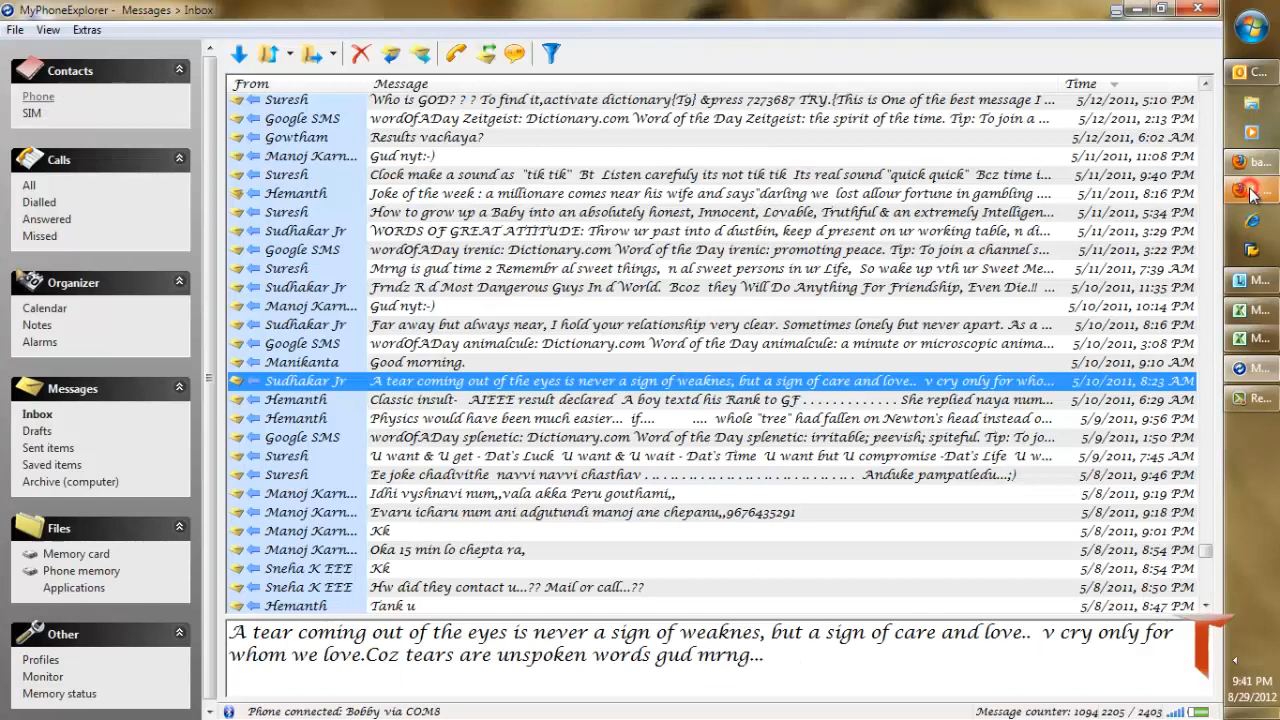 MyPhoneExplorer - Messages > Inbox
File View Extras
Contacts
Phone
SIM
Calls
All
Dialled
Answered
Missed
Organizer
Calendar
Notes
Alarms
Messages
Inbox
Drafts
Sent items
Saved items
Archive (computer)
Files
Memory card
Phone memory
Applications
Other
Profiles
Monitor
Memory status
From Message Time
Suresh Who is GOD? ? ? To find it,activate dictionary{T9} &press 7273687 TRY.{This is One of the best message I ... 5/12/2011, 5:10 PM
Google SMS wordOfADay Zeitgeist: Dictionary.com Word of the Day Zeitgeist: the spirit of the time. Tip: To join a ... 5/12/2011, 2:13 PM
Gowtham Results vachaya? 5/12/2011, 6:02 AM
Manoj Karn... Gud nyt:-) 5/11/2011, 11:08 PM
Suresh Clock make a sound as "tik tik" Bt Listen carefuly its not tik tik Its real sound "quick quick" Bcz time i... 5/11/2011, 9:40 PM
Hemanth Joke of the week : a millionaire comes near his wife and says"darling we lost allour fortune in gambling ... 5/11/2011, 8:16 PM
Suresh How to grow up a Baby into an absolutely honest, Innocent, Lovable, Truthful & an extremely Intelligen... 5/11/2011, 5:34 PM
Sudhakar Jr WORDS OF GREAT ATTITUDE: Throw ur past into d dustbin, keep d present on ur working table, n di... 5/11/2011, 3:29 PM
Google SMS wordOfADay irenic: Dictionary.com Word of the Day irenic: promoting peace. Tip: To join a channel s... 5/11/2011, 3:22 PM
Suresh Mrng is gud time 2 Remembr al sweet things, n al sweet persons in ur Life, So wake up vth ur Sweet Me... 5/11/2011, 7:39 AM
Sudhakar Jr Frndz R d Most Dangerous Guys In d World. Bcoz they Will Do Anything For Friendship, Even Die.!! ... 5/10/2011, 11:35 PM
Manoj Karn... Gud nyt:-) 5/10/2011, 10:14 PM
Sudhakar Jr Far away but always near, I hold your relationship very clear. Sometimes lonely but never apart. As a ... 5/10/2011, 8:16 PM
Google SMS wordOfADay animalcule: Dictionary.com Word of the Day animalcule: a minute or microscopic anima... 5/10/2011, 3:08 PM
Manikanta Good morning. 5/10/2011, 9:10 AM
Sudhakar Jr A tear coming out of the eyes is never a sign of weaknes, but a sign of care and love.. v cry only for who... 5/10/2011, 8:23 AM
Hemanth Classic insult- AIEEE result declared A boy textd his Rank to GF . . . . . . . . . . . . She replied naya num... 5/10/2011, 6:29 AM
Hemanth Physics would have been much easier... if.... .... whole "tree" had fallen on Newton's head instead o... 5/9/2011, 9:56 PM
Google SMS wordOfADay splenetic: Dictionary.com Word of the Day splenetic: irritable; peevish; spiteful. Tip: To jo... 5/9/2011, 1:50 PM
Suresh U want & U get - Dat's Luck U want & U wait - Dat's Time U want but U compromise -Dat's Life U w... 5/9/2011, 7:45 AM
Suresh Ee joke chadivithe navvi navvi chasthav . . . . . . . . . . . . . . . . . . . . . . . . . . . . Anduke pampatledu...;) 5/8/2011, 9:46 PM
Manoj Karn... Idhi vyshnavi num,,vala akka Peru gouthami,, 5/8/2011, 9:19 PM
Manoj Karn... Evaru icharu num ani adgutundi manoj ane chepanu,,9676435291 5/8/2011, 9:12 PM
Manoj Karn... Kk 5/8/2011, 9:01 PM
Manoj Karn... Oka 15 min lo chepta ra, 5/8/2011, 8:54 PM
Sneha K EEE Kk 5/8/2011, 8:54 PM
Sneha K EEE Hw did they contact u...?? Mail or call...?? 5/8/2011, 8:50 PM
Hemanth Tank u 5/8/2011, 8:47 PM
A tear coming out of the eyes is never a sign of weaknes, but a sign of care and love.. v cry only for
whom we love.Coz tears are unspoken words gud mrng...
Phone connected: Bobby via COM8 Message counter: 1094 2205 / 2403
C...
ba...
...
M...
M...
M...
M...
Re...
9:41 PM
8/29/2012